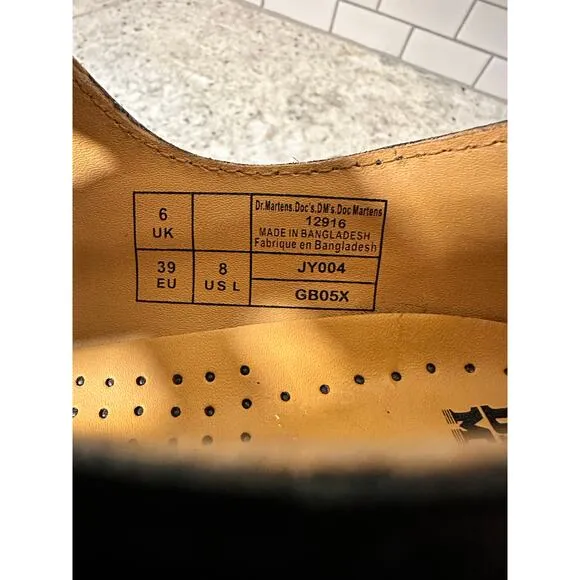 6
UK
Dr.Martens.Doc's.DM's.Doc Martens
12916
MADE IN BANGLADESH
Fabrique en Bangladesh
39
EU
8
US L
JY004
GB05X